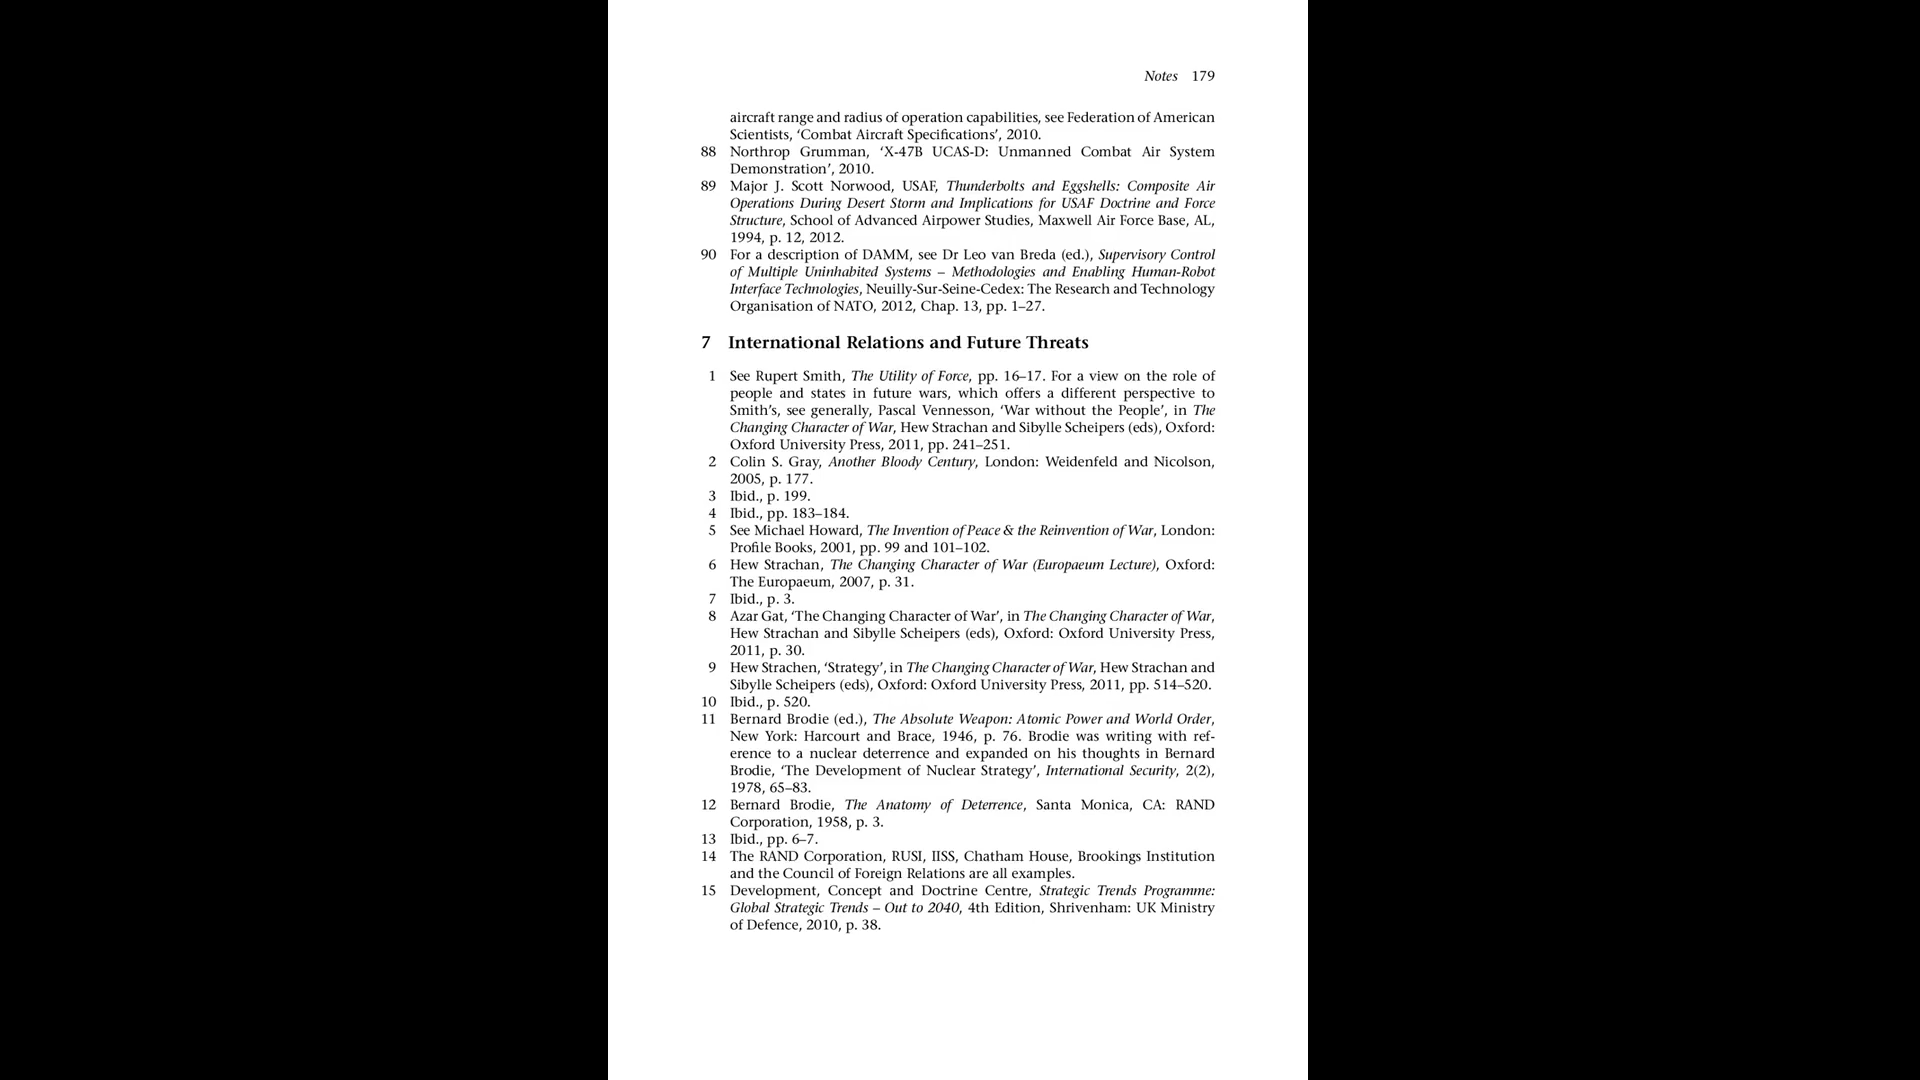 Notes 179
aircraft range and radius of operation capabilities, see Federation of American
Scientists, ‘Combat Aircraft Specifications’, 2010.
88 Northrop Grumman, ‘X-47B UCAS-D: Unmanned Combat Air System
Demonstration’, 2010.
89 Major J. Scott Norwood, USAF, Thunderbolts and Eggshells: Composite Air
Operations During Desert Storm and Implications for USAF Doctrine and Force
Structure, School of Advanced Airpower Studies, Maxwell Air Force Base, AL,
1994, p. 12, 2012.
90 For a description of DAMM, see Dr Leo van Breda (ed.), Supervisory Control
of Multiple Uninhabited Systems – Methodologies and Enabling Human-Robot
Interface Technologies, Neuilly-Sur-Seine-Cedex: The Research and Technology
Organisation of NATO, 2012, Chap. 13, pp. 1–27.
7 International Relations and Future Threats
1 See Rupert Smith, The Utility of Force, pp. 16–17. For a view on the role of
people and states in future wars, which offers a different perspective to
Smith’s, see generally, Pascal Vennesson, ‘War without the People’, in The
Changing Character of War, Hew Strachan and Sibylle Scheipers (eds), Oxford:
Oxford University Press, 2011, pp. 241–251.
2 Colin S. Gray, Another Bloody Century, London: Weidenfeld and Nicolson,
2005, p. 177.
3 Ibid., p. 199.
4 Ibid., pp. 183–184.
5 See Michael Howard, The Invention of Peace & the Reinvention of War, London:
Profile Books, 2001, pp. 99 and 101–102.
6 Hew Strachan, The Changing Character of War (Europaeum Lecture), Oxford:
The Europaeum, 2007, p. 31.
7 Ibid., p. 3.
8 Azar Gat, ‘The Changing Character of War’, in The Changing Character of War,
Hew Strachan and Sibylle Scheipers (eds), Oxford: Oxford University Press,
2011, p. 30.
9 Hew Strachen, ‘Strategy’, in The Changing Character of War, Hew Strachan and
Sibylle Scheipers (eds), Oxford: Oxford University Press, 2011, pp. 514–520.
10 Ibid., p. 520.
11 Bernard Brodie (ed.), The Absolute Weapon: Atomic Power and World Order,
New York: Harcourt and Brace, 1946, p. 76. Brodie was writing with ref-
erence to a nuclear deterrence and expanded on his thoughts in Bernard
Brodie, ‘The Development of Nuclear Strategy’, International Security, 2(2),
1978, 65–83.
12 Bernard Brodie, The Anatomy of Deterrence, Santa Monica, CA: RAND
Corporation, 1958, p. 3.
13 Ibid., pp. 6–7.
14 The RAND Corporation, RUSI, IISS, Chatham House, Brookings Institution
and the Council of Foreign Relations are all examples.
15 Development, Concept and Doctrine Centre, Strategic Trends Programme:
Global Strategic Trends – Out to 2040, 4th Edition, Shrivenham: UK Ministry
of Defence, 2010, p. 38.